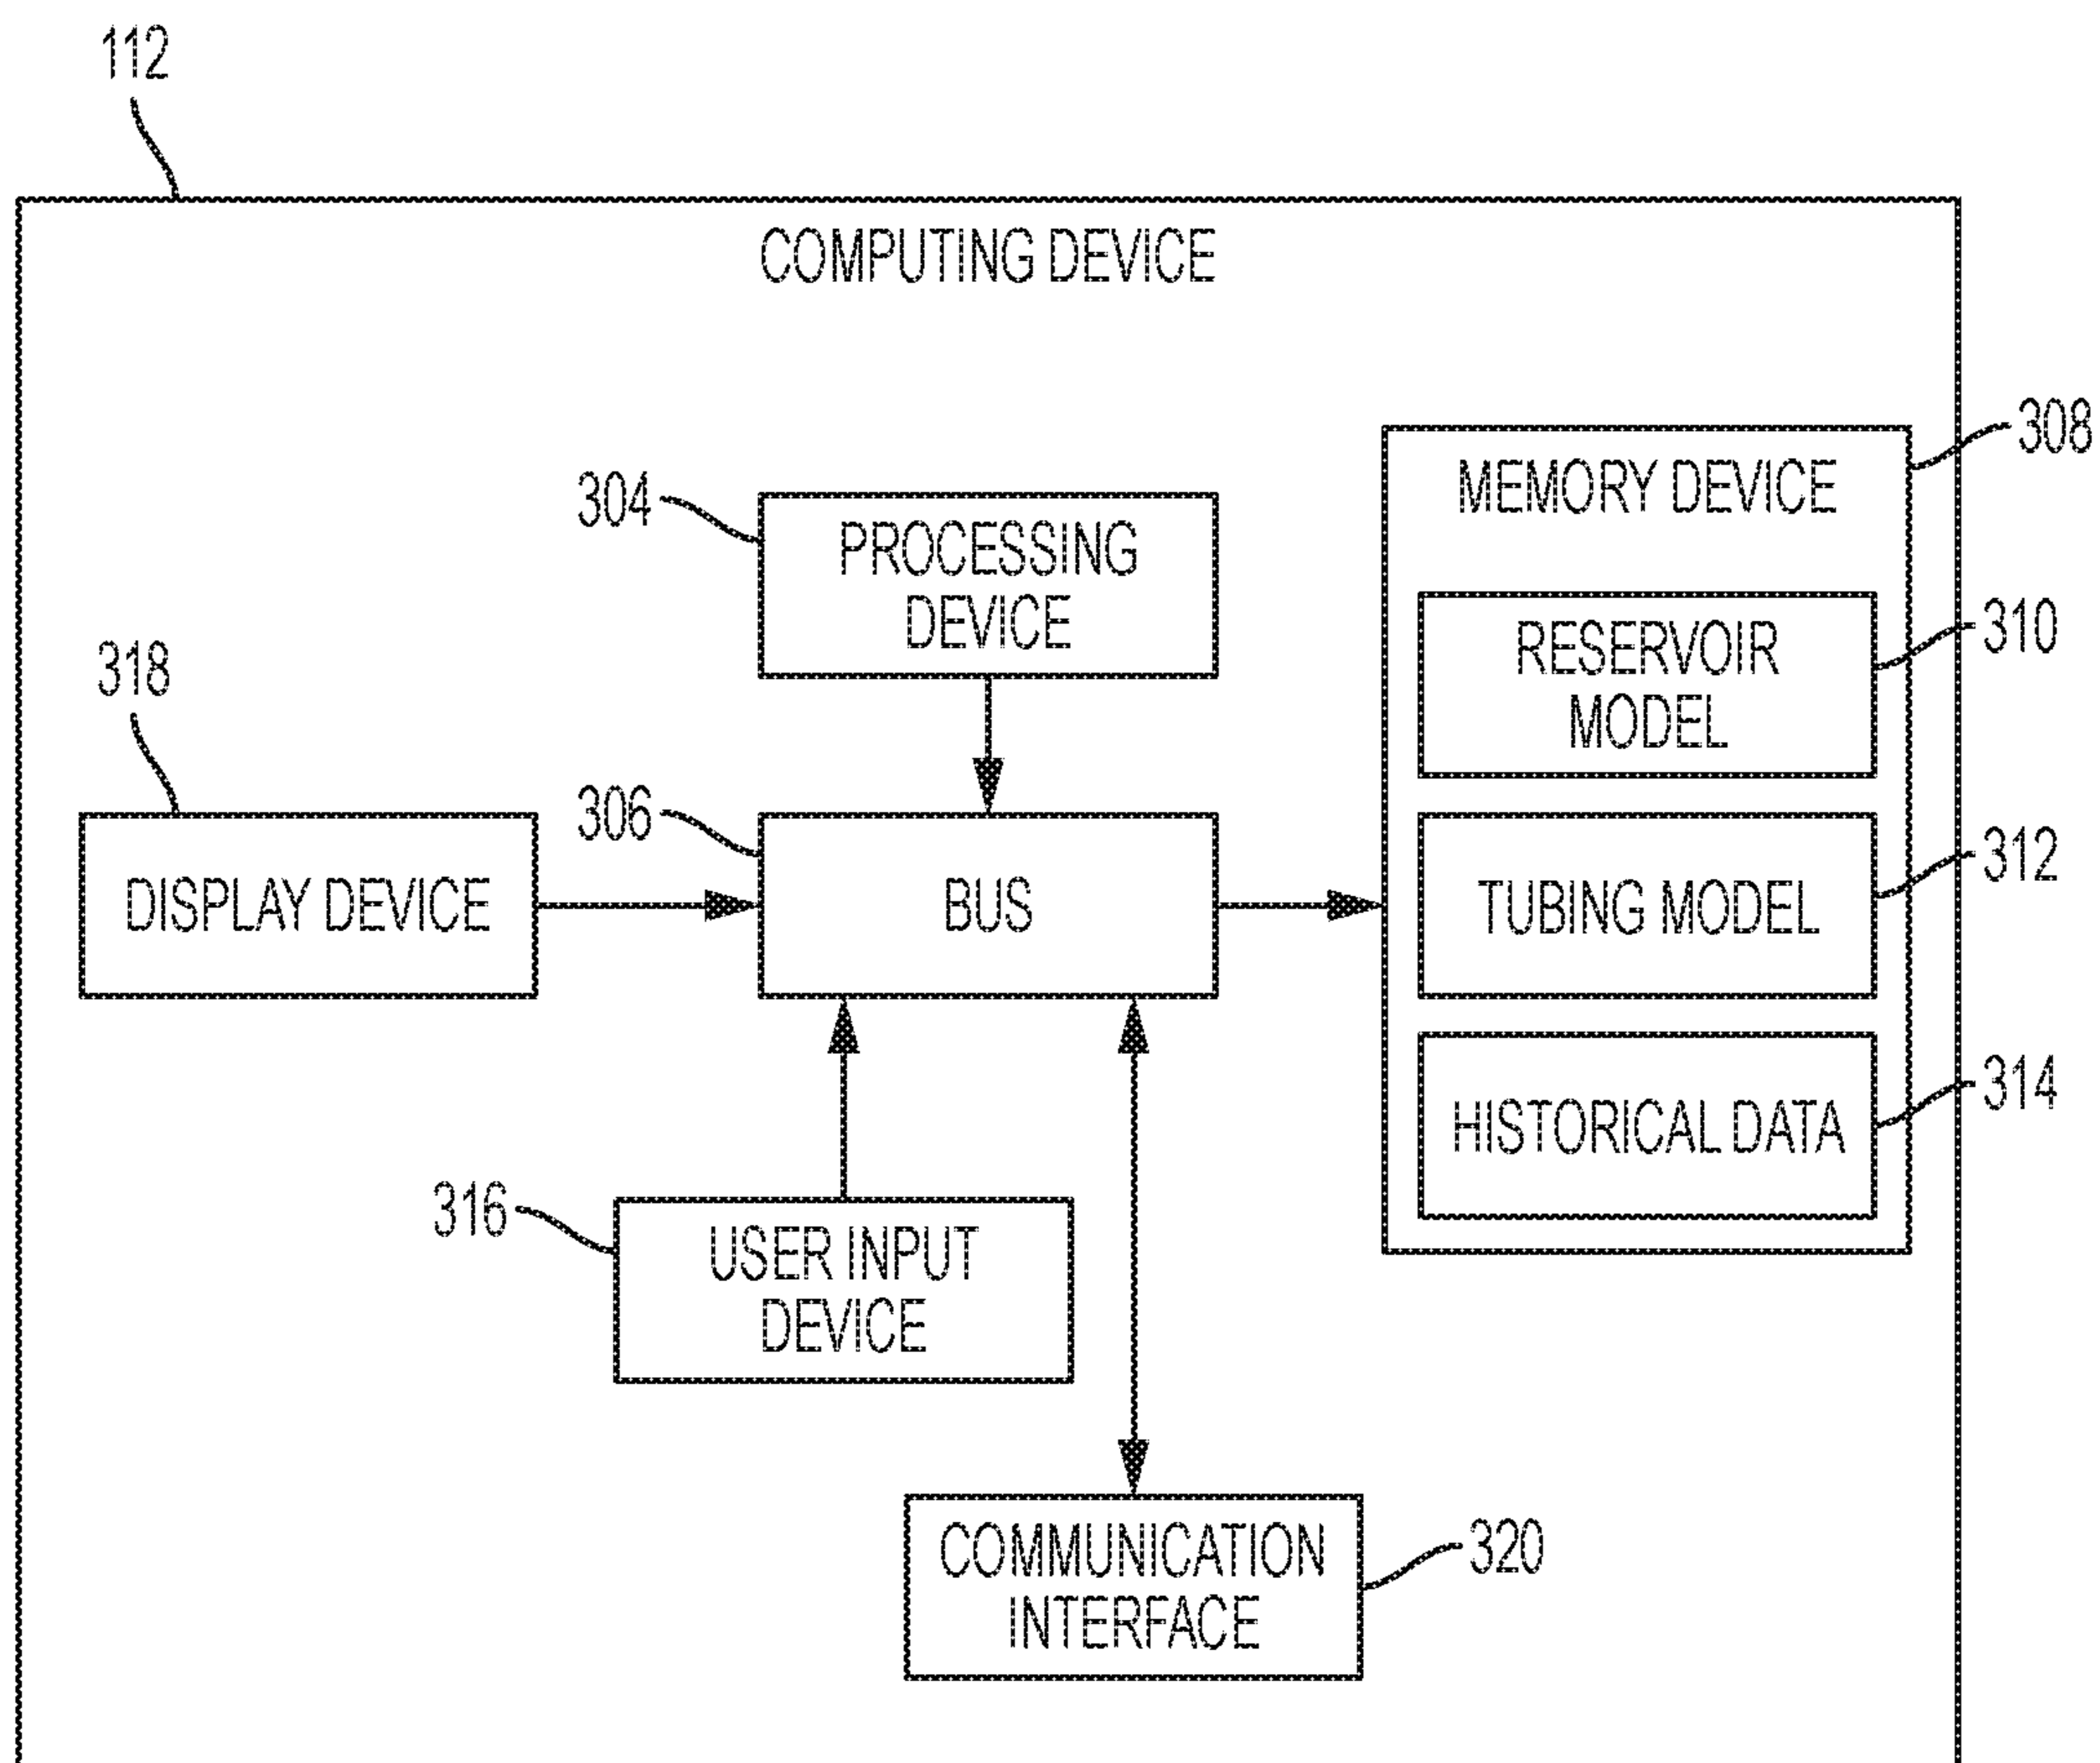 112
COMPUTING DEVICE
308
MEMORY DEVICE
304
PROCESSING
DEVICE
310
RESERVOIR
MODEL
318
306
DISPLAY DEVICE
BUS
312
TUBING MODEL
314
HISTORICAL DATA
316
USER INPUT
DEVICE
320
COMMUNICATION
INTERFACE